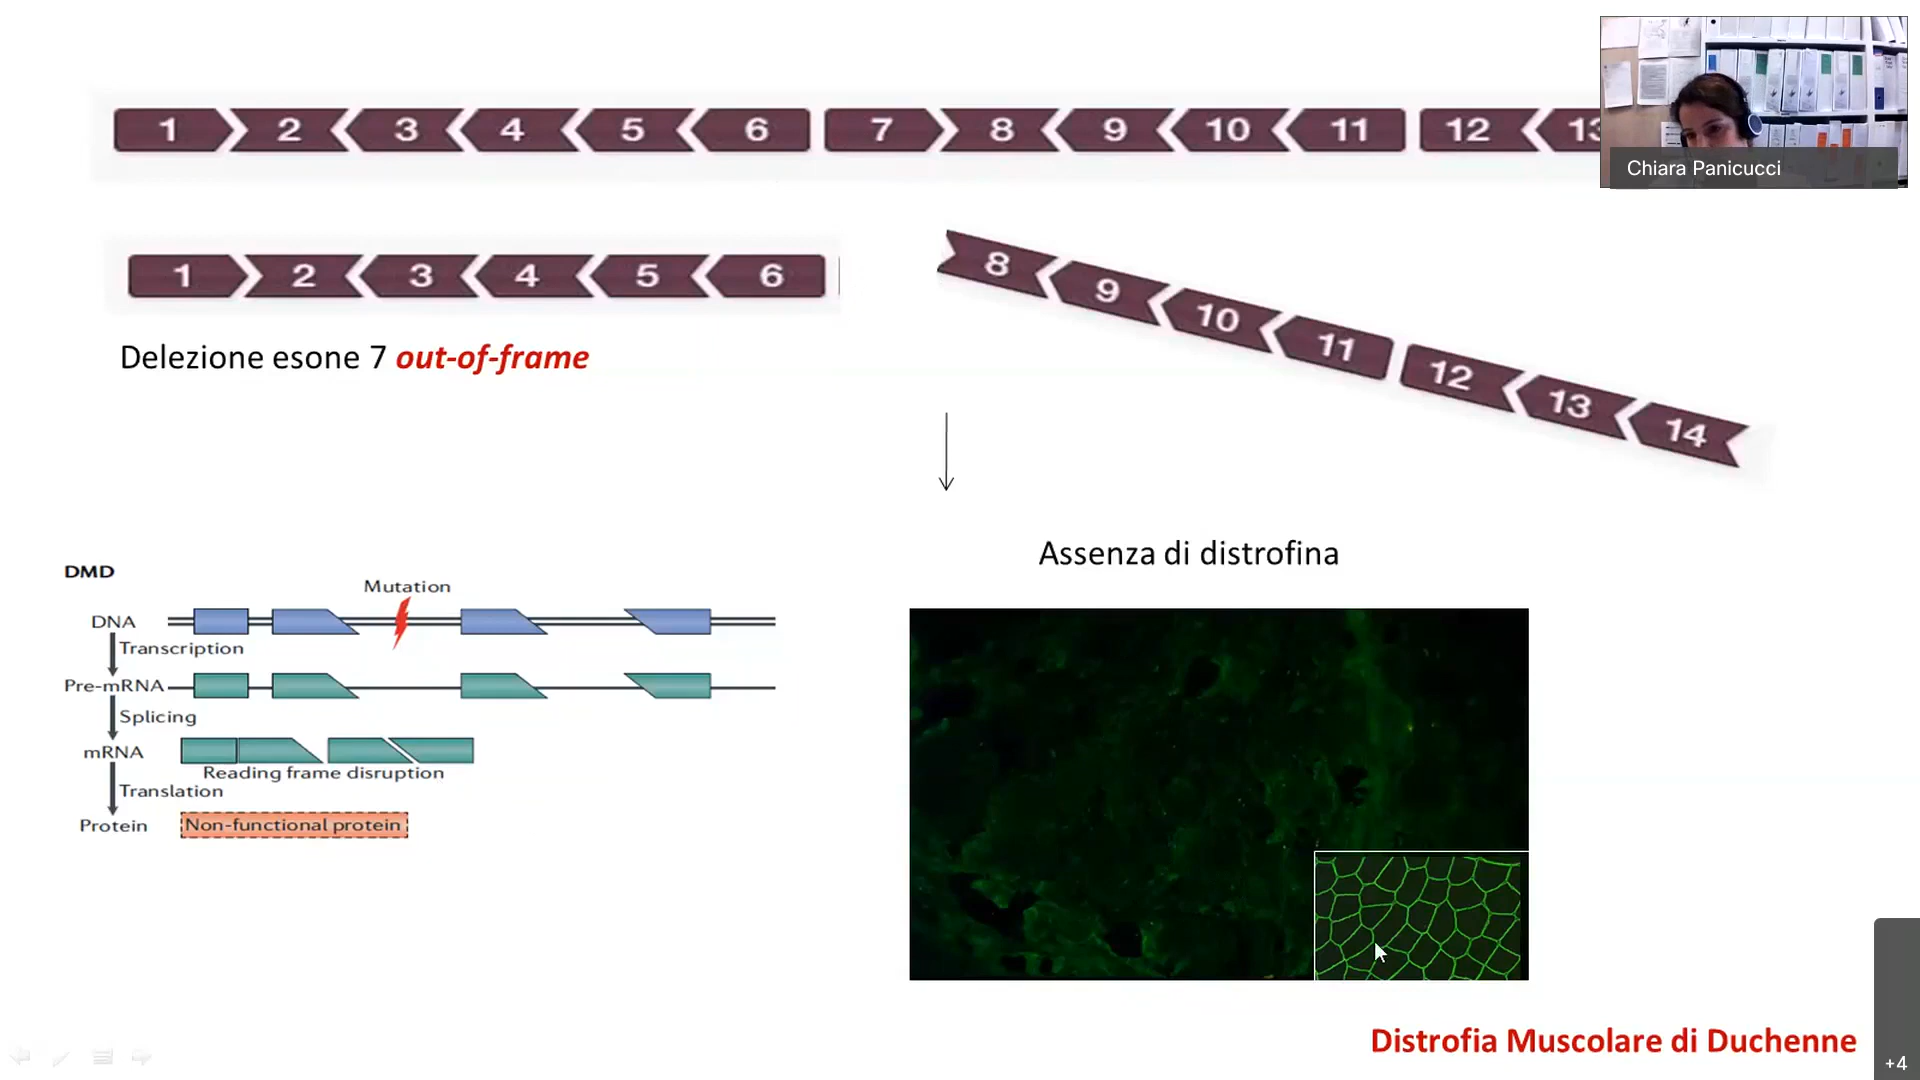 1 2 3 4 5 6 7 8 9 10 11 12 13
Chiara Panicucci
1 2 3 4 5 6
8 9 10 11 12 13 14
Delezione esone 7 out-of-frame
Assenza di distrofina
DMD
Mutation
DNA
Transcription
Pre-mRNA
Splicing
mRNA
Reading frame disruption
Translation
Protein
Non-functional protein
Distrofia Muscolare di Duchenne
+4